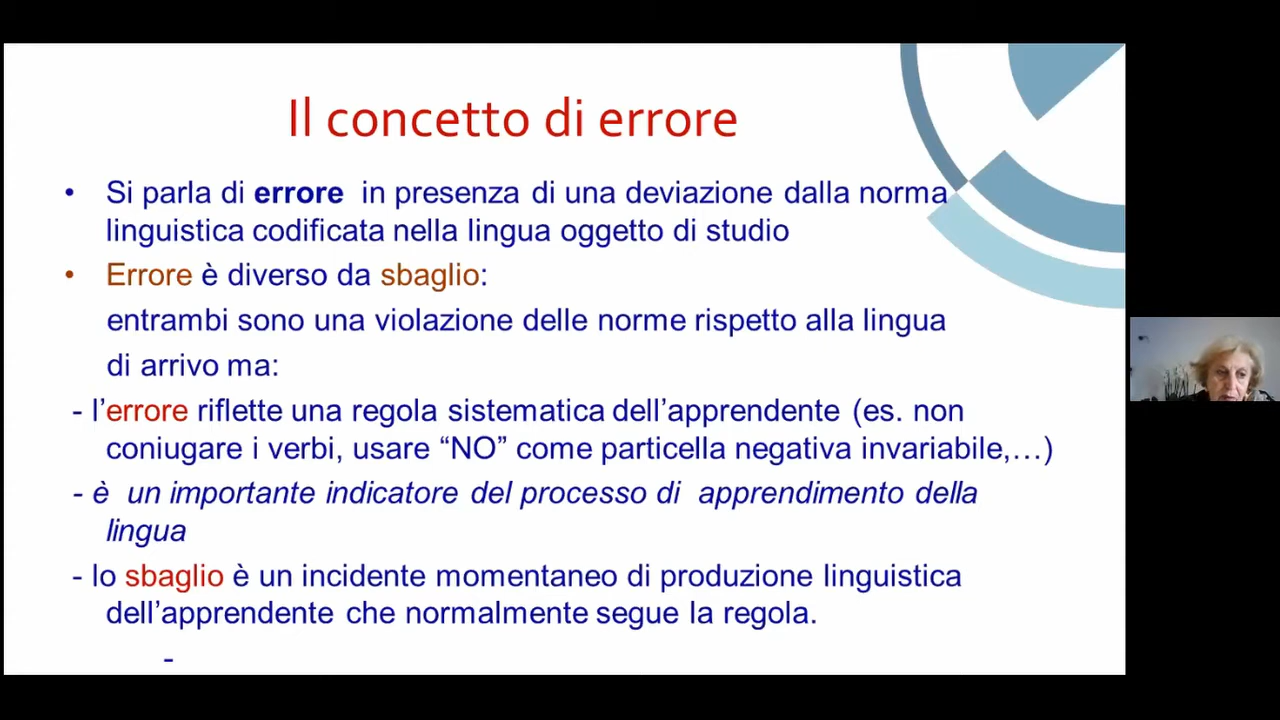 Il concetto di errore
• Si parla di errore in presenza di una deviazione dalla norma
linguistica codificata nella lingua oggetto di studio
• Errore è diverso da sbaglio:
entrambi sono una violazione delle norme rispetto alla lingua
di arrivo ma:
- l’errore riflette una regola sistematica dell’apprendente (es. non
coniugare i verbi, usare “NO” come particella negativa invariabile,…)
- è un importante indicatore del processo di apprendimento della
lingua
- lo sbaglio è un incidente momentaneo di produzione linguistica
dell’apprendente che normalmente segue la regola.
-